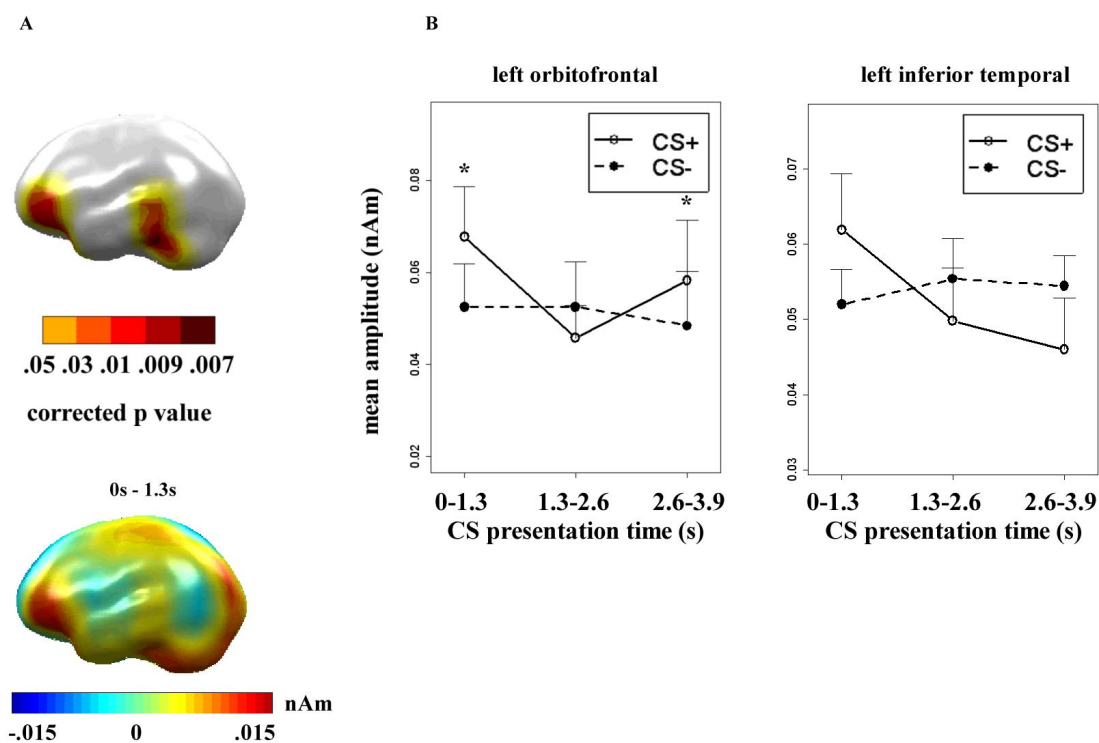 A
.05 .03 .01 .009 .007
corrected p value
0s - 1.3s
nAm
-.015 0 .015
B
left orbitofrontal
CS+
CS-
*
*
0.08
0.06
0.04
0.02
mean amplitude (nAm)
0-1.3 1.3-2.6 2.6-3.9
CS presentation time (s)
left inferior temporal
CS+
CS-
0.07
0.06
0.05
0.04
0.03
0-1.3 1.3-2.6 2.6-3.9
CS presentation time (s)